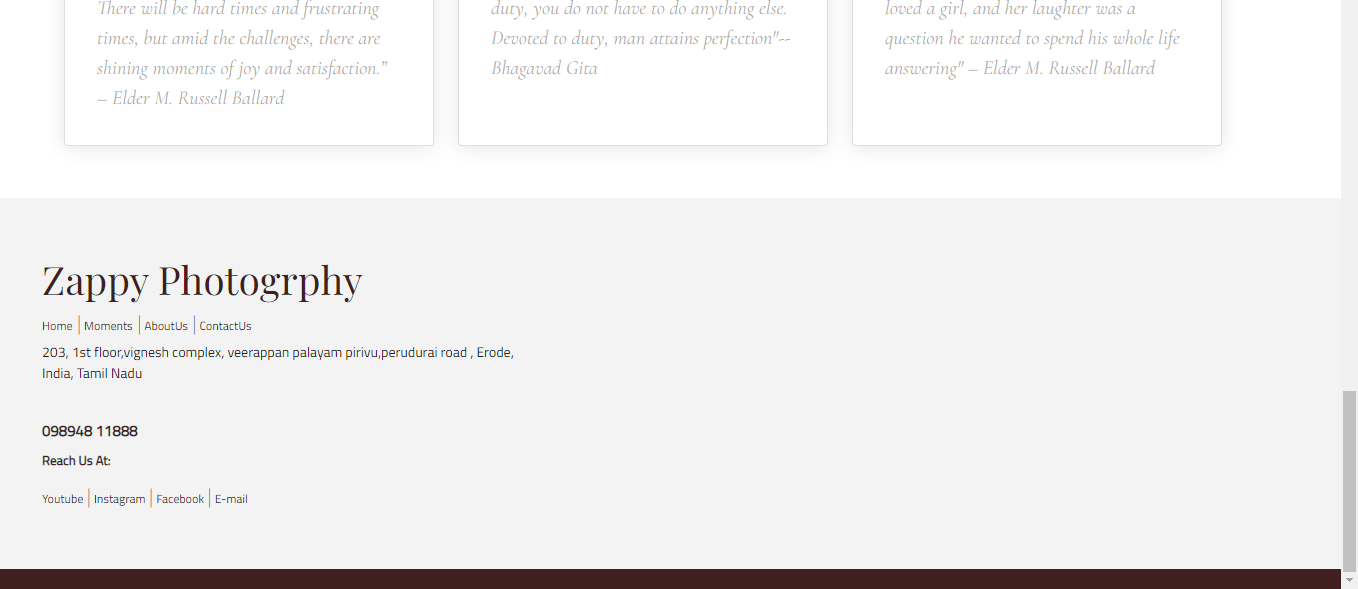 There will be hard times and frustrating
times, but amid the challenges, there are
shining moments of joy and satisfaction.”
– Elder M. Russell Ballard
duty, you do not have to do anything else.
Devoted to duty, man attains perfection"--
Bhagavad Gita
loved a girl, and her laughter was a
question he wanted to spend his whole life
answering" – Elder M. Russell Ballard
Zappy Photogrphy
Home | Moments | AboutUs | ContactUs
203, 1st floor,vignesh complex, veerappan palayam pirivu,perudurai road , Erode,
India, Tamil Nadu
098948 11888
Reach Us At:
Youtube | Instagram | Facebook | E-mail